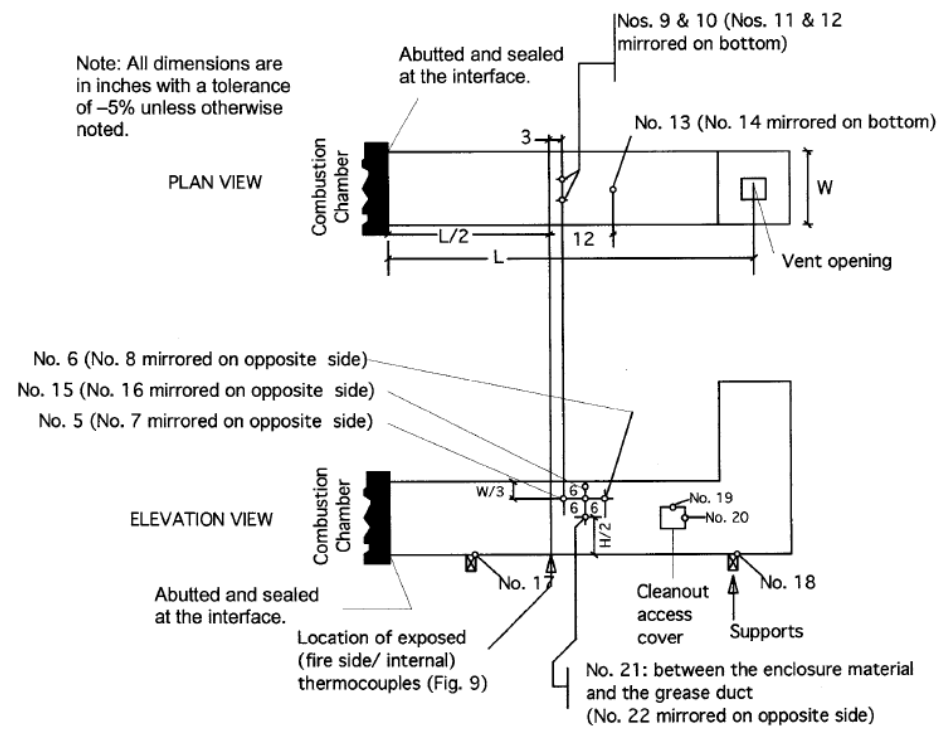 Nos. 9 & 10 (Nos. 11 & 12
mirrored on bottom)
Note: All dimensions are
in inches with a tolerance
of –5% unless otherwise
noted.
Abutted and sealed
at the interface.
No. 13 (No. 14 mirrored on bottom)
3
PLAN VIEW
Combustion
Chamber
W
L/2
12
L
Vent opening
No. 6 (No. 8 mirrored on opposite side)
No. 15 (No. 16 mirrored on opposite side)
No. 5 (No. 7 mirrored on opposite side)
W/3
6
6
6
H/2
No. 19
No. 20
ELEVATION VIEW
Combustion
Chamber
No. 17
No. 18
Abutted and sealed
at the interface.
Cleanout
access
cover
Supports
Location of exposed
(fire side/ internal)
thermocouples (Fig. 9)
No. 21: between the enclosure material
and the grease duct
(No. 22 mirrored on opposite side)